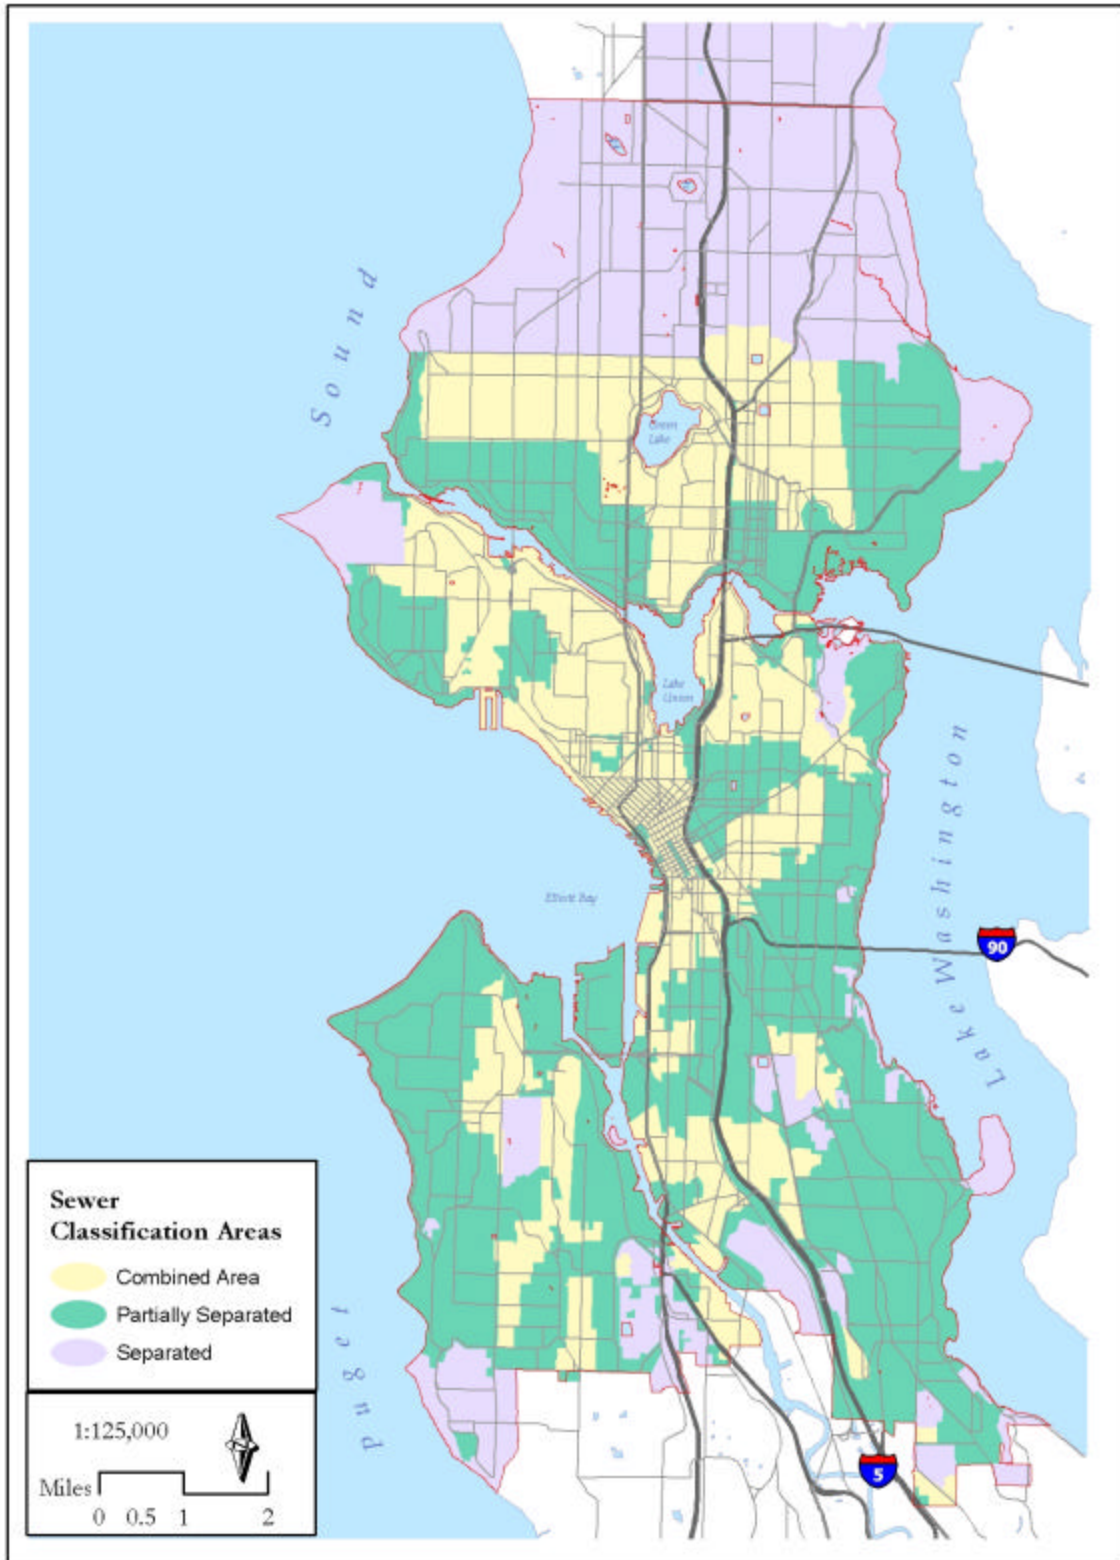 Sound
Green
Lake
Lake
Union
Elliott Bay
Lake Washington
90
Sewer
Classification Areas
Combined Area
Partially Separated
Separated
Puget
1:125,000
Miles
0 0.5 1 2
5